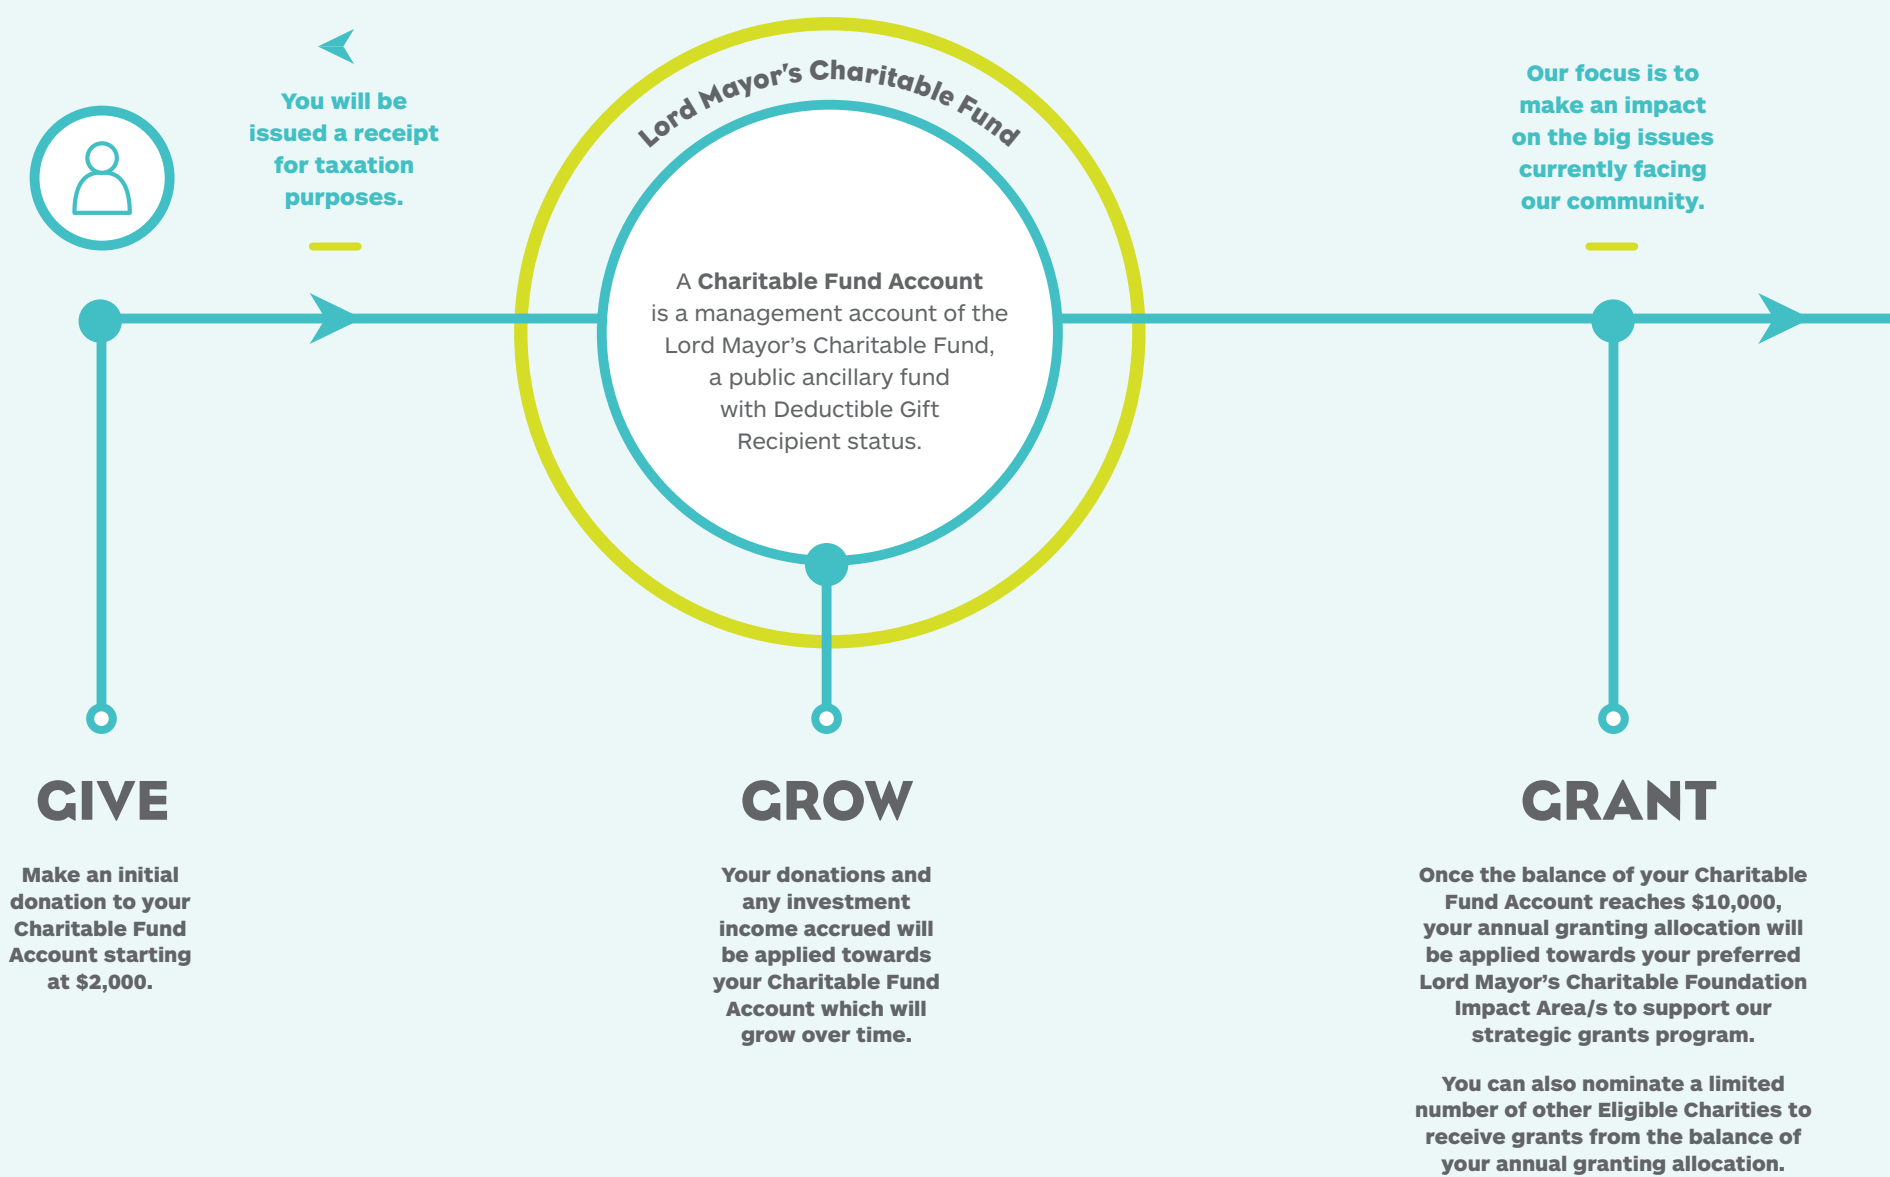 You will be
issued a receipt
for taxation
purposes.
Lord Mayor's Charitable Fund
A Charitable Fund Account
is a management account of the
Lord Mayor’s Charitable Fund,
a public ancillary fund
with Deductible Gift
Recipient status.
Our focus is to
make an impact
on the big issues
currently facing
our community.
GIVE
Make an initial
donation to your
Charitable Fund
Account starting
at $2,000.
GROW
Your donations and
any investment
income accrued will
be applied towards
your Charitable Fund
Account which will
grow over time.
GRANT
Once the balance of your Charitable
Fund Account reaches $10,000,
your annual granting allocation will
be applied towards your preferred
Lord Mayor’s Charitable Foundation
Impact Area/s to support our
strategic grants program.
You can also nominate a limited
number of other Eligible Charities to
receive grants from the balance of
your annual granting allocation.